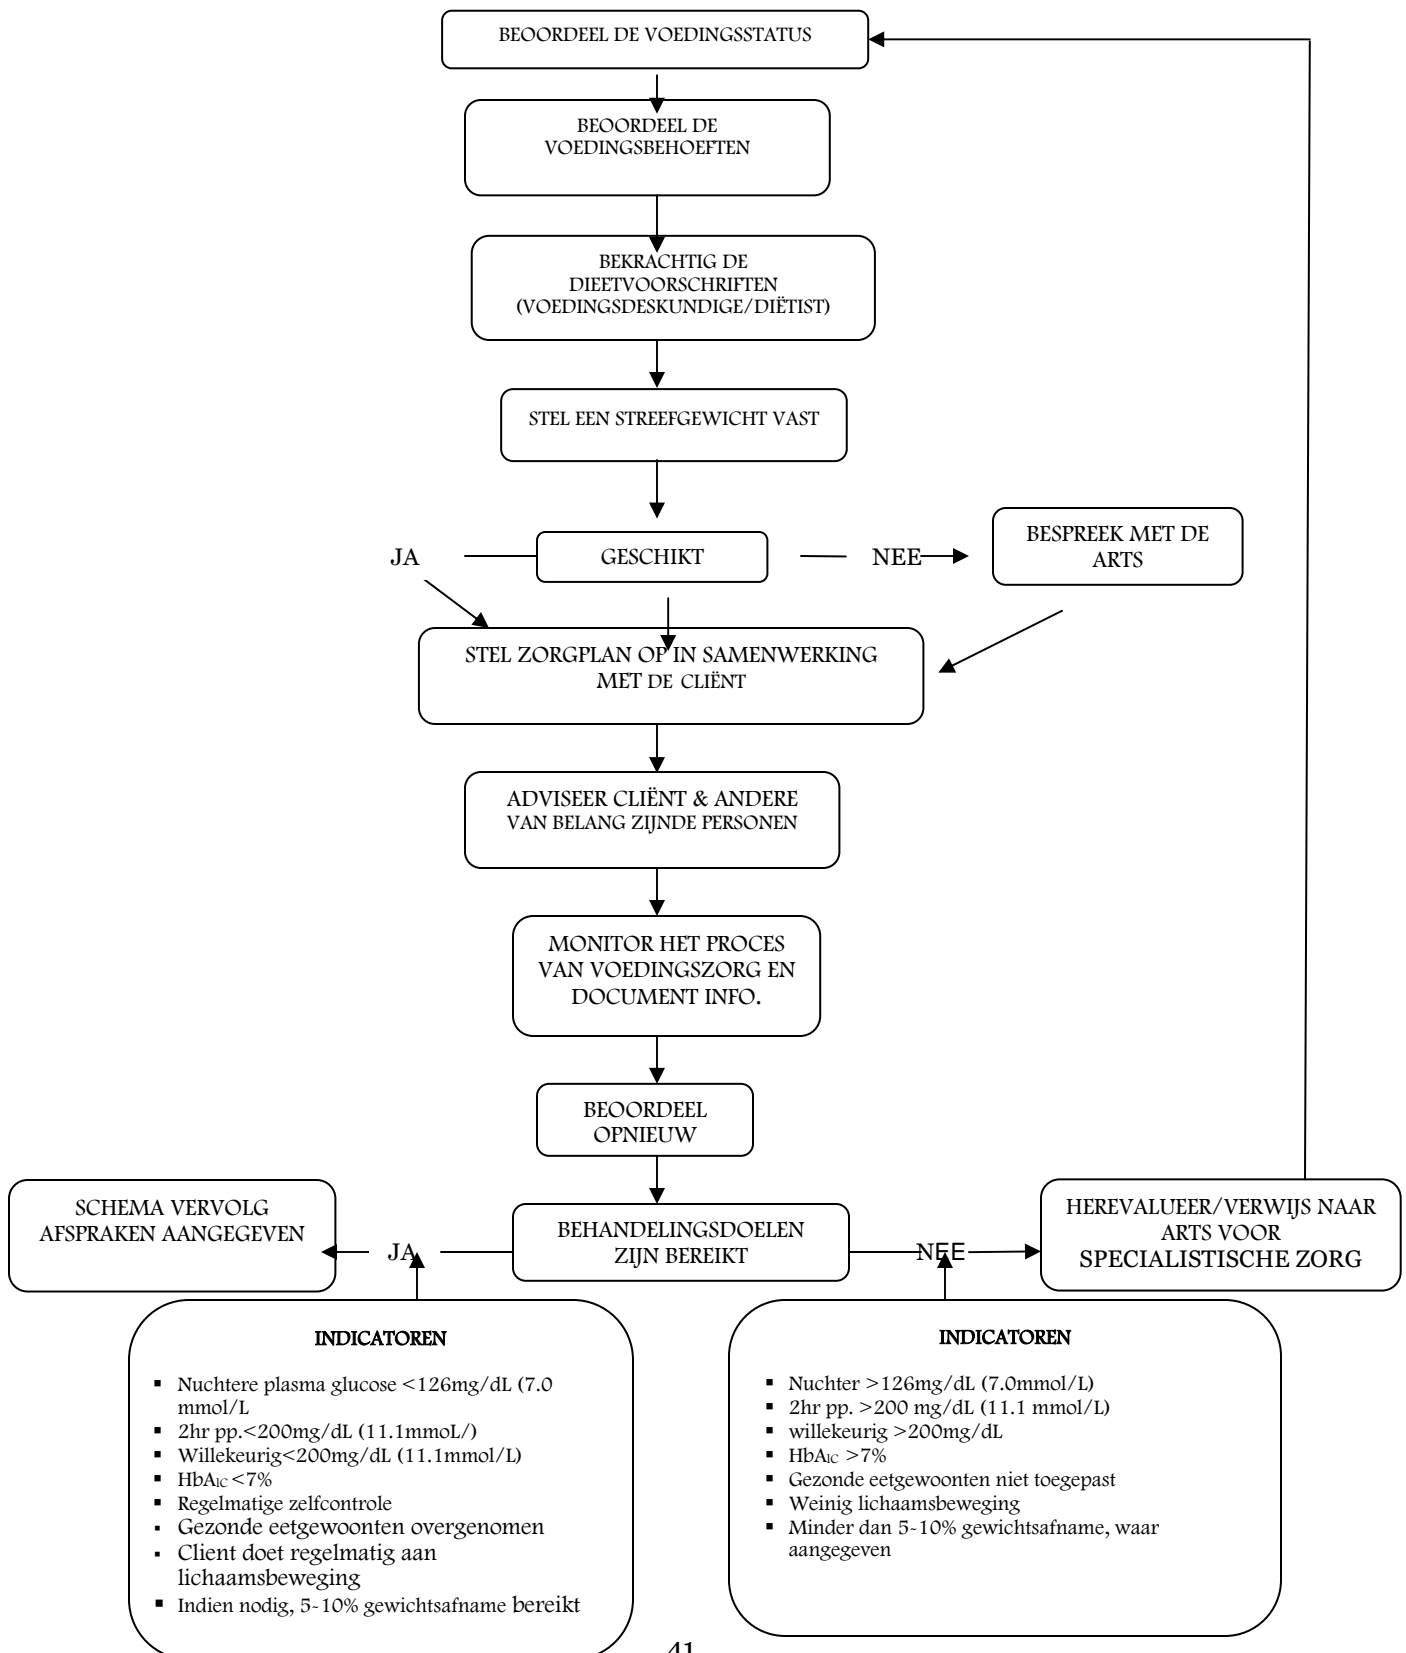 BEOORDEEL DE VOEDINGSSTATUS
BEOORDEEL DE
VOEDINGSBEHOEFTEN
BEKRACHTIG DE
DIEETVOORSCHRIFTEN
(VOEDINGSDESKUNDIGE/DIËTIST)
STEL EEN STREEFGEWICHT VAST
JA
GESCHIKT
NEE
BESPREEK MET DE
ARTS
STEL ZORGPLAN OP IN SAMENWERKING
MET DE CLIËNT
ADVISEER CLIËNT & ANDERE
VAN BELANG ZIJNDE PERSONEN
MONITOR HET PROCES
VAN VOEDINGSZORG EN
DOCUMENT INFO.
BEOORDEEL
OPNIEUW
SCHEMA VERVOLG
AFSPRAKEN AANGEGEVEN
JA
BEHANDELINGSDOELEN
ZIJN BEREIKT
NEE
HEREVALUEER/VERWIJS NAAR
ARTS VOOR
SPECIALISTISCHE ZORG
INDICATOREN
▪ Nuchtere plasma glucose <126mg/dL (7.0
mmol/L
▪ 2hr pp.<200mg/dL (11.1mmoL/)
▪ Willekeurig<200mg/dL (11.1mmol/L)
▪ HbA1C <7%
▪ Regelmatige zelfcontrole
▪ Gezonde eetgewoonten overgenomen
▪ Client doet regelmatig aan
lichaamsbeweging
▪ Indien nodig, 5-10% gewichtsafname bereikt
INDICATOREN
▪ Nuchter >126mg/dL (7.0mmol/L)
▪ 2hr pp. >200 mg/dL (11.1 mmol/L)
▪ willekeurig >200mg/dL
▪ HbA1C >7%
▪ Gezonde eetgewoonten niet toegepast
▪ Weinig lichaamsbeweging
▪ Minder dan 5-10% gewichtsafname, waar
aangegeven
41